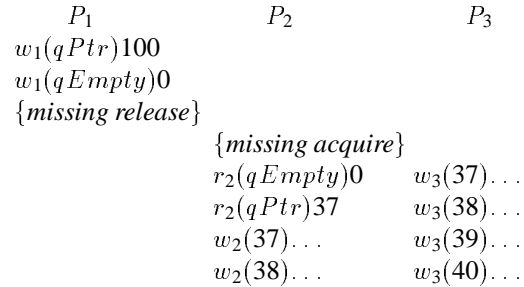 P₁ P₂ P₃
w₁(qPtr)100
w₁(qEmpty)0
{missing release}
{missing acquire}
r₂(qEmpty)0 w₃(37)...
r₂(qPtr)37 w₃(38)...
w₂(37)... w₃(39)...
w₂(38)... w₃(40)...